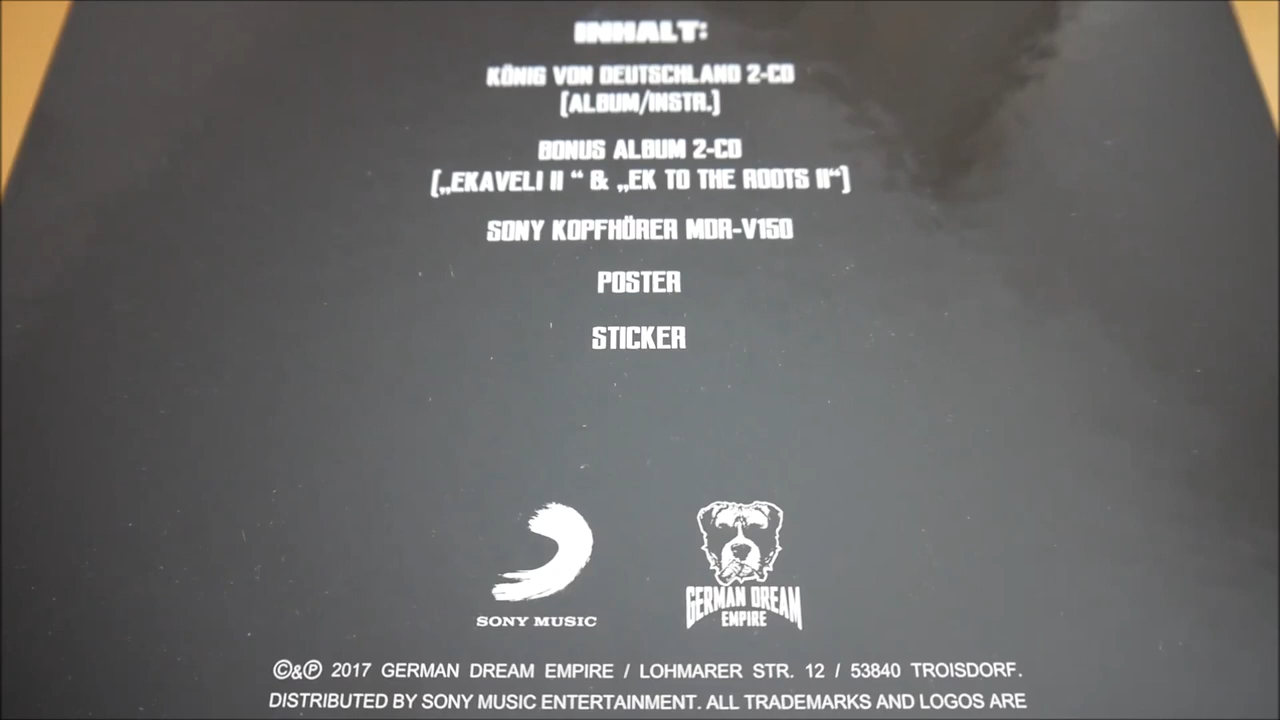 INHALT:
KÖNIG VON DEUTSCHLAND 2-CD
[ALBUM/INSTR.]
BONUS ALBUM 2-CD
[„EKAVELI II “ & „EK TO THE ROOTS II“]
SONY KOPFHÖRER MDR-V150
POSTER
STICKER
SONY MUSIC
GERMAN DREAM
EMPIRE
©&℗ 2017 GERMAN DREAM EMPIRE / LOHMARER STR. 12 / 53840 TROISDORF.
DISTRIBUTED BY SONY MUSIC ENTERTAINMENT. ALL TRADEMARKS AND LOGOS ARE